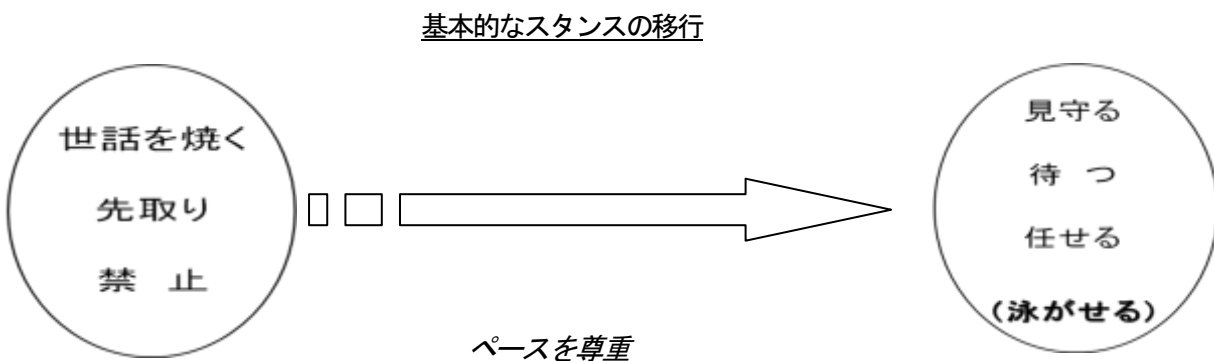 基本的なスタンスの移行
世話を焼く
先取り
禁 止
見守る
待 つ
任せる
(泳がせる)
ペースを尊重